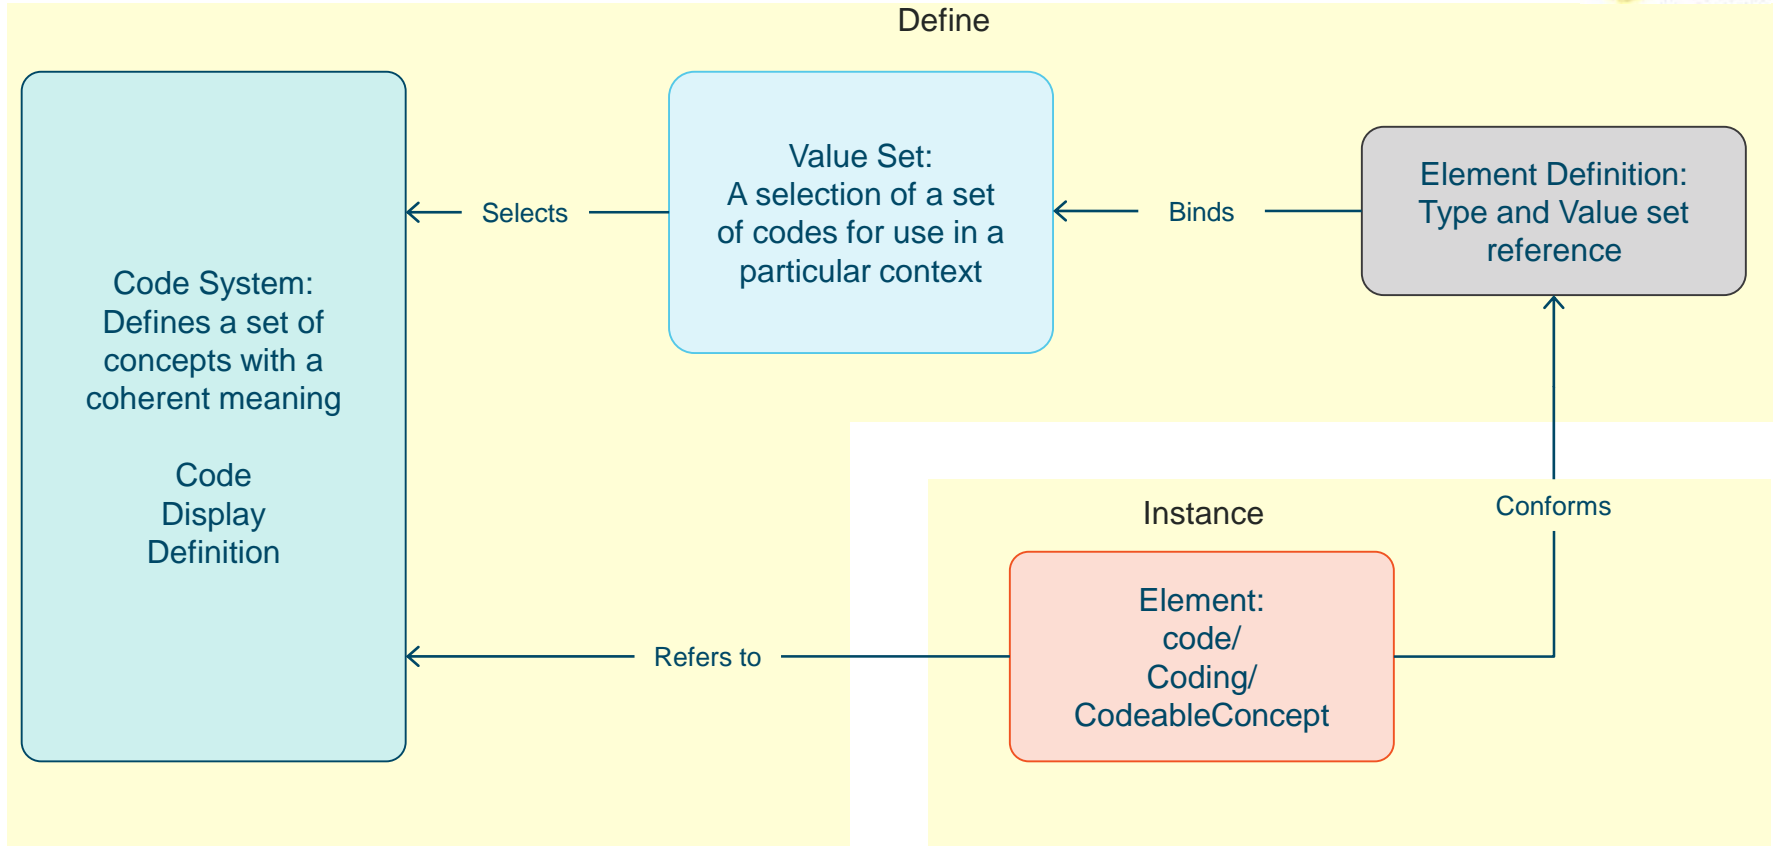 Define
Code System:
Defines a set of
concepts with a
coherent meaning
Code
Display
Definition
Selects
Value Set:
A selection of a set
of codes for use in a
particular context
Binds
Element Definition:
Type and Value set
reference
Conforms
Instance
Element:
code/
Coding/
CodeableConcept
Refers to